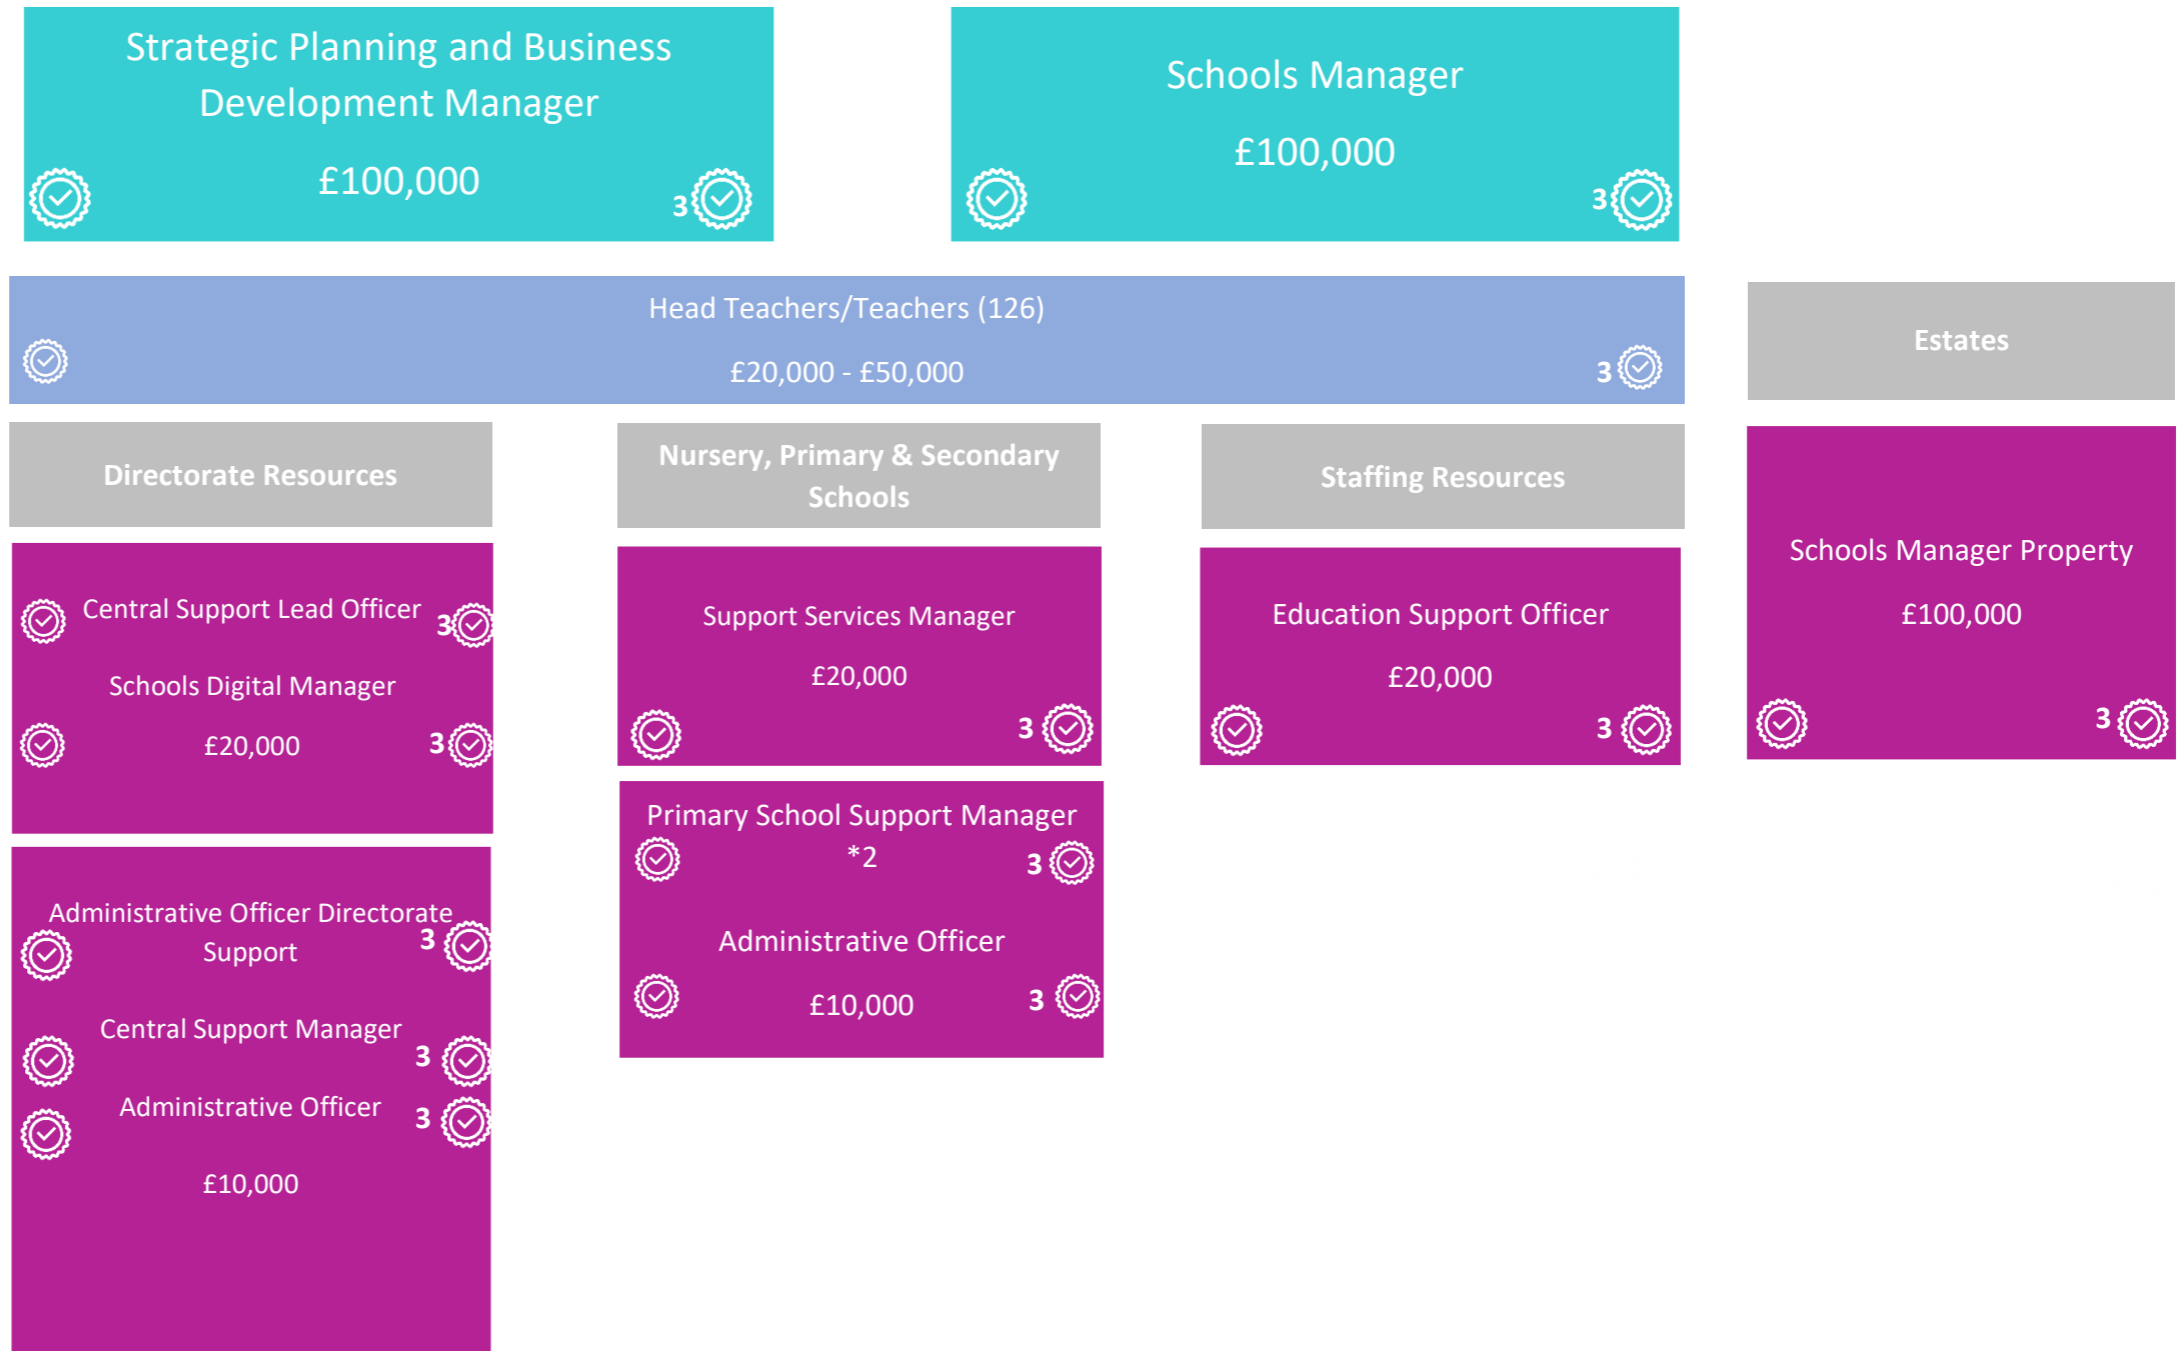 Strategic Planning and Business
Development Manager
£100,000
3
Schools Manager
£100,000
3
Head Teachers/Teachers (126)
£20,000 - £50,000
3
Estates
Schools Manager Property
£100,000
3
Directorate Resources
Central Support Lead Officer
3
Schools Digital Manager
£20,000
3
Administrative Officer Directorate
Support
3
Central Support Manager
3
Administrative Officer
3
£10,000
Nursery, Primary & Secondary
Schools
Support Services Manager
£20,000
3
Primary School Support Manager
*2
3
Administrative Officer
£10,000
3
Staffing Resources
Education Support Officer
£20,000
3